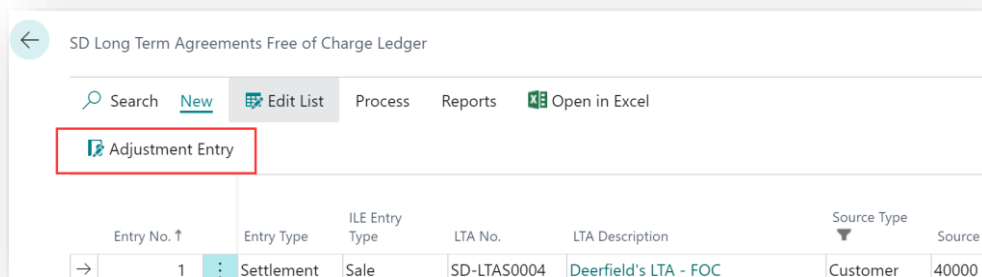 SD Long Term Agreements Free of Charge Ledger
Search New Edit List Process Reports Open in Excel
Adjustment Entry
Entry No.↑ Entry Type ILE Entry Type LTA No. LTA Description Source Type Source
1 Settlement Sale SD-LTAS0004 Deerfield's LTA - FOC Customer 40000